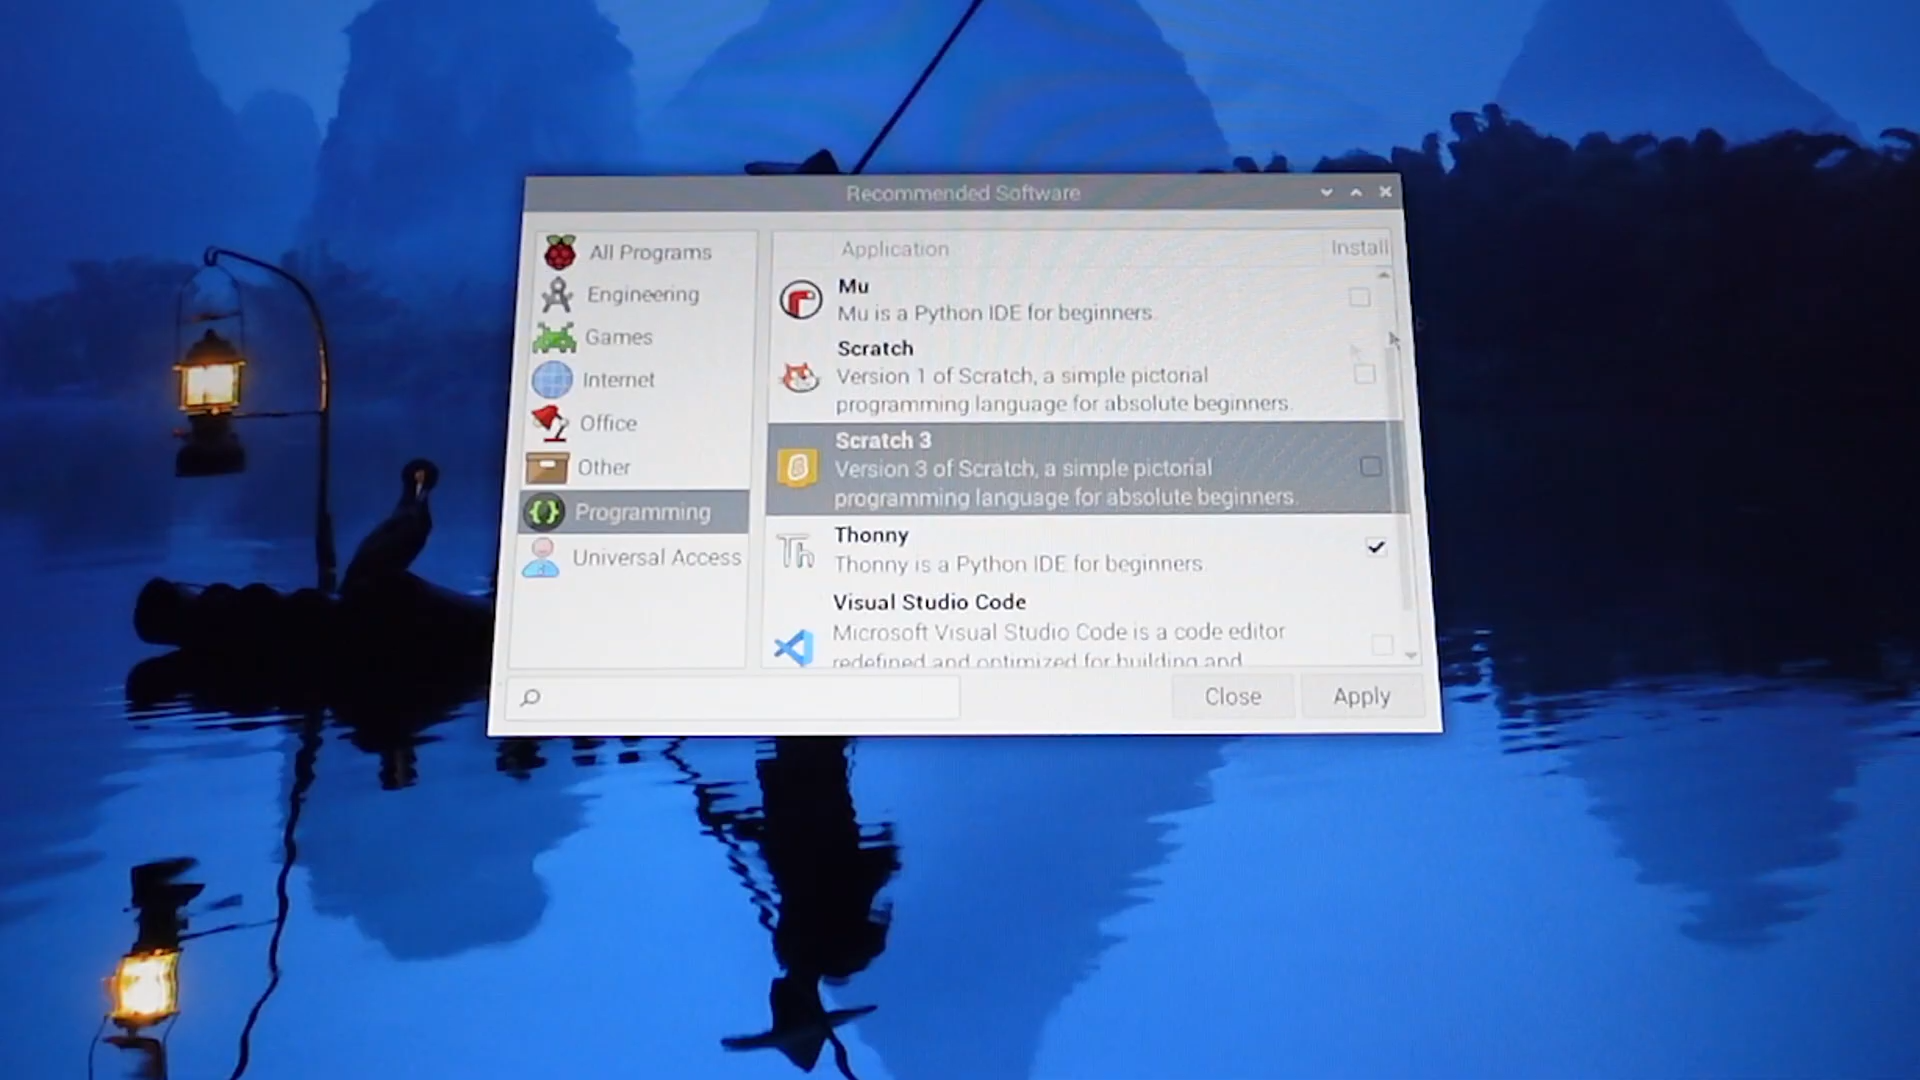 Recommended Software
All Programs
Engineering
Games
Internet
Office
Other
Programming
Universal Access
Application
Install
Mu
Mu is a Python IDE for beginners.
Scratch
Version 1 of Scratch, a simple pictorial
programming language for absolute beginners.
Scratch 3
Version 3 of Scratch, a simple pictorial
programming language for absolute beginners.
Th
Thonny
Thonny is a Python IDE for beginners.
Visual Studio Code
Microsoft Visual Studio Code is a code editor
redefined and optimized for building and
Close
Apply